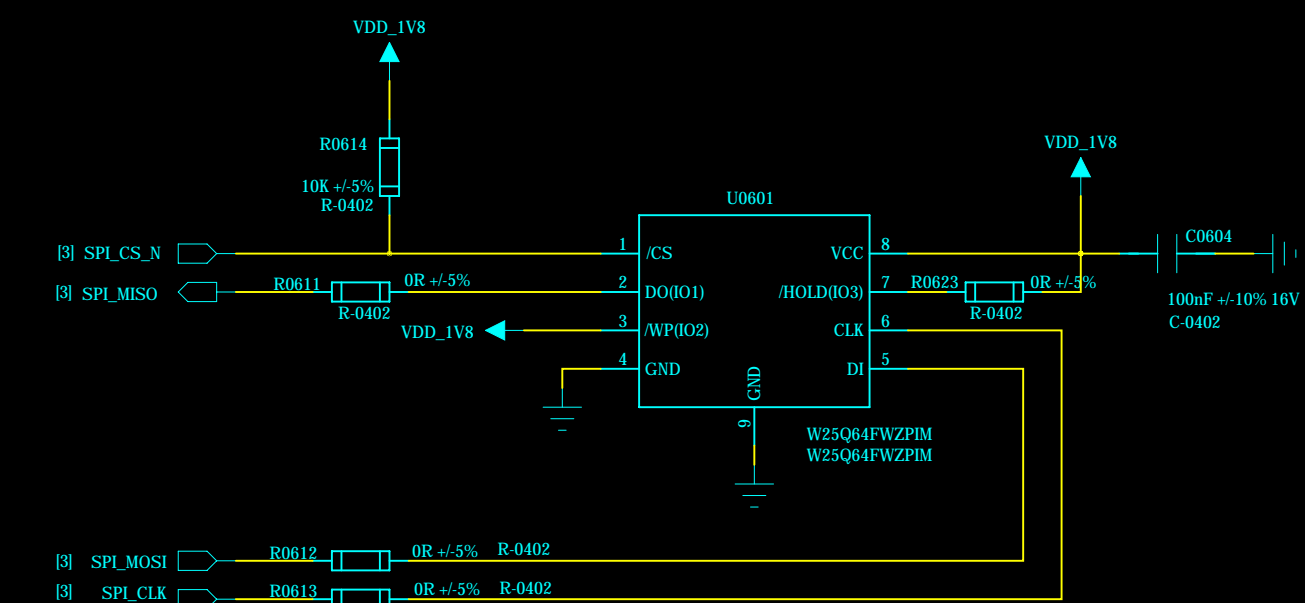 VDD_1V8
R0614
10K +/-5%
R-0402
VDD_1V8
U0601
[3] SPI_CS_N
1
/CS
VCC
8
C0604
[3] SPI_MISO
R0611
0R +/-5%
R-0402
2
DO(IO1)
/HOLD(IO3)
7
R0623
0R +/-5%
R-0402
100nF +/-10% 16V
C-0402
VDD_1V8
3
/WP(IO2)
CLK
6
4
GND
DI
5
GND
9
W25Q64FWZPIM
W25Q64FWZPIM
[3] SPI_MOSI
R0612
0R +/-5% R-0402
[3] SPI_CLK
R0613
0R +/-5% R-0402